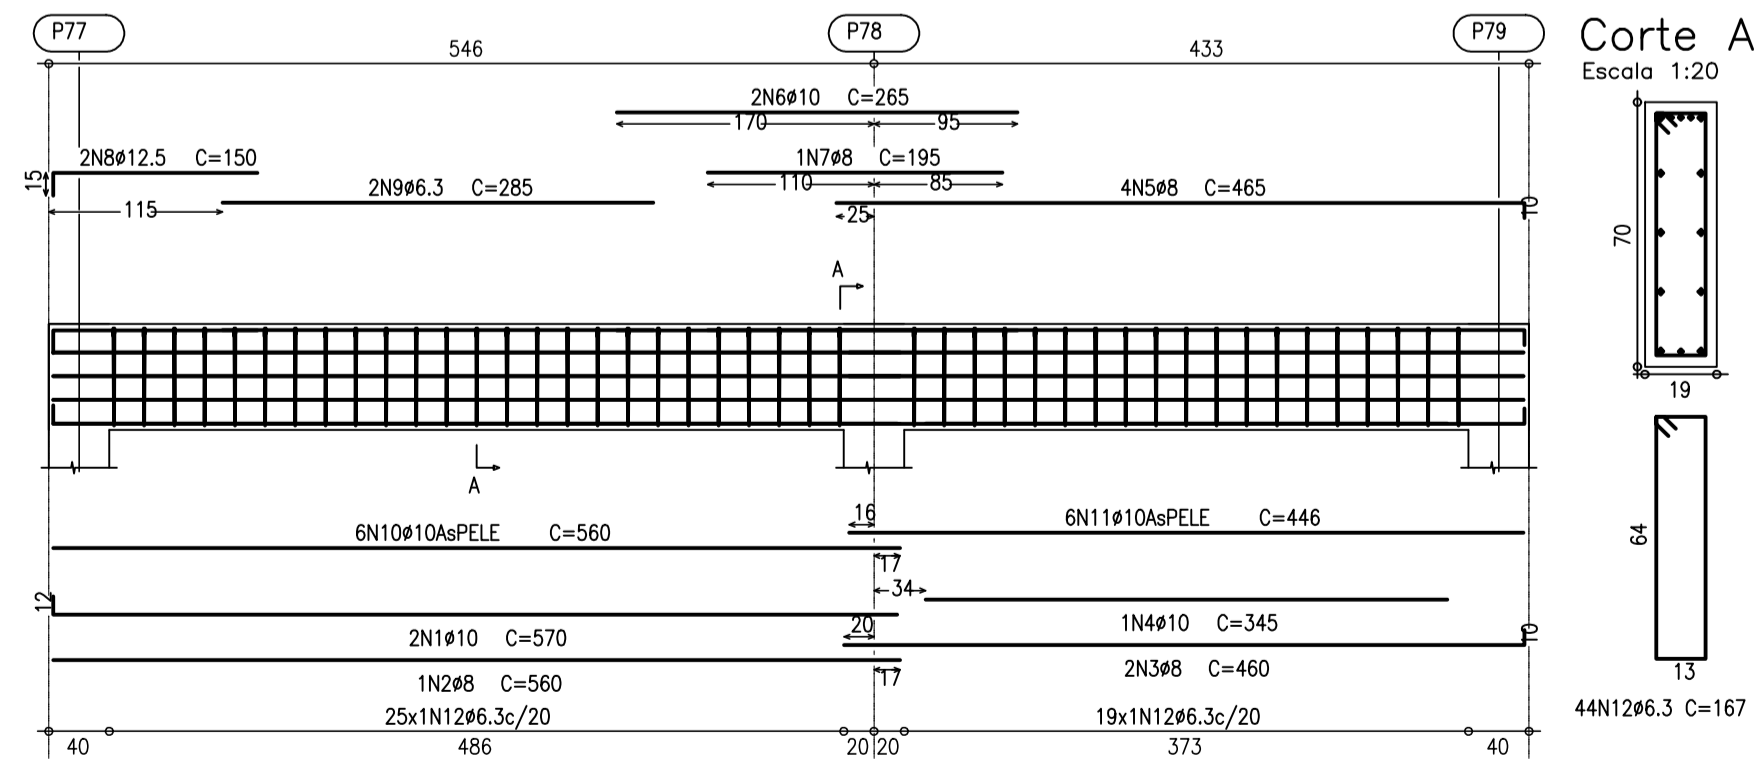 P77
P78
P79
Corte A
Escala 1:20
546
433
2N6ø10 C=265
170
95
2N8ø12.5 C=150
1N7ø8 C=195
15
110
85
2N9ø6.3 C=285
4N5ø8 C=465
115
25
10
70
19
A
A
16
6N10ø10AsPELE C=560
6N11ø10AsPELE C=446
17
34
12
20
2N1ø10 C=570
1N4ø10 C=345
10
17
1N2ø8 C=560
2N3ø8 C=460
64
13
44N12ø6.3 C=167
25x1N12ø6.3c/20
19x1N12ø6.3c/20
40
486
20
20
373
40